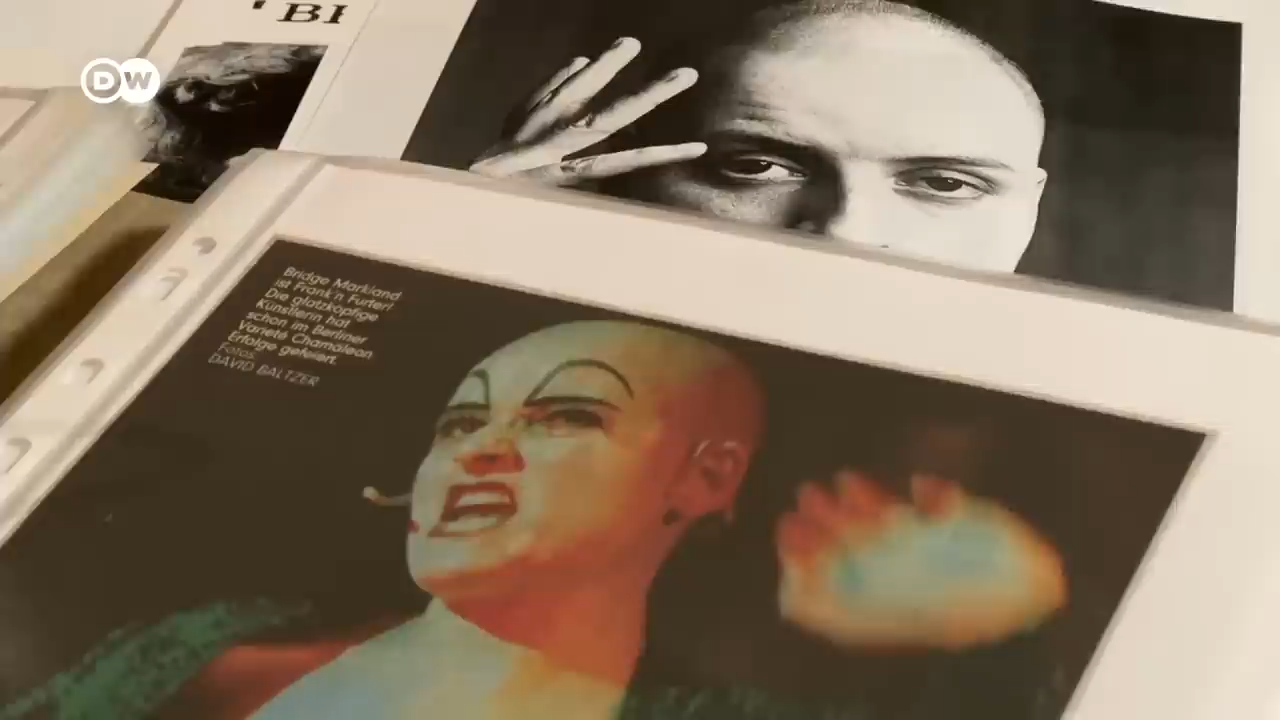 ' BI
DW
Bridge Markland
ist Frank'n Furter!
Die glatzköpfige
Künstlerin hat
schon im Berliner
Varieté Chamäleon
Erfolge gefeiert.
Fotos:
DAVID BALTZER